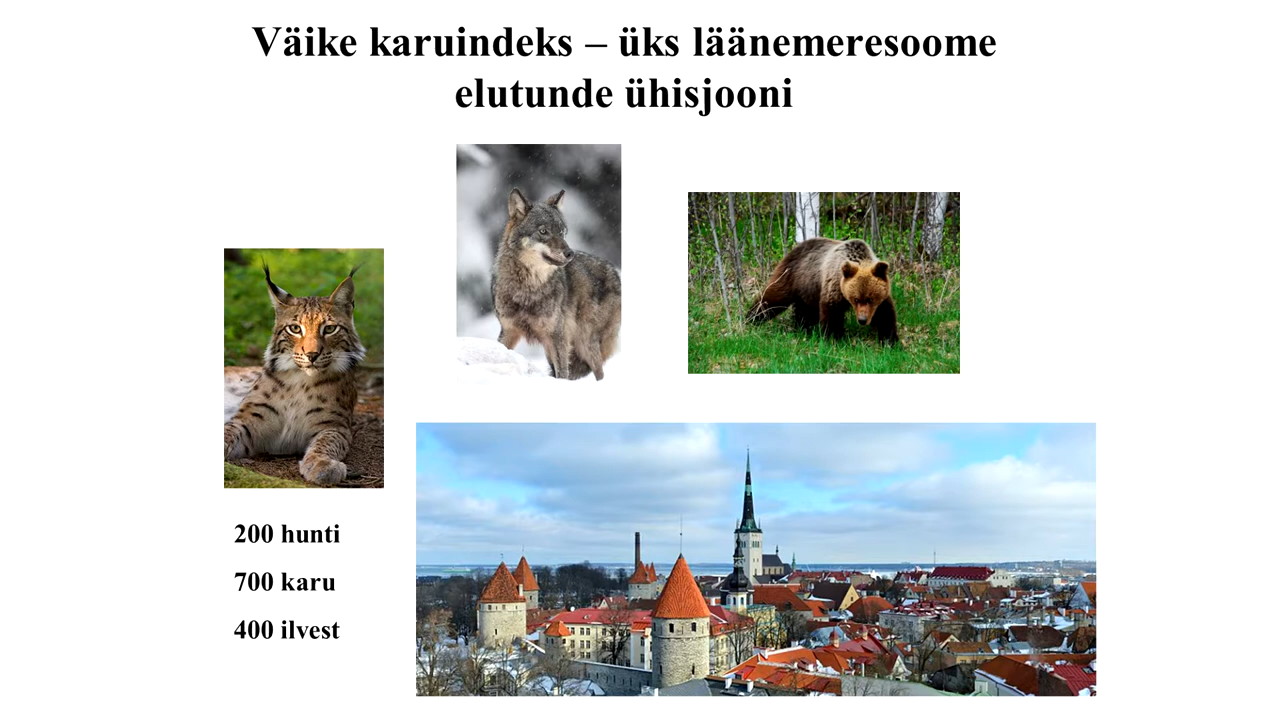 Väike karuindeks – üks läänemeresoome
elutunde ühisjooni
200 hunti
700 karu
400 ilvest